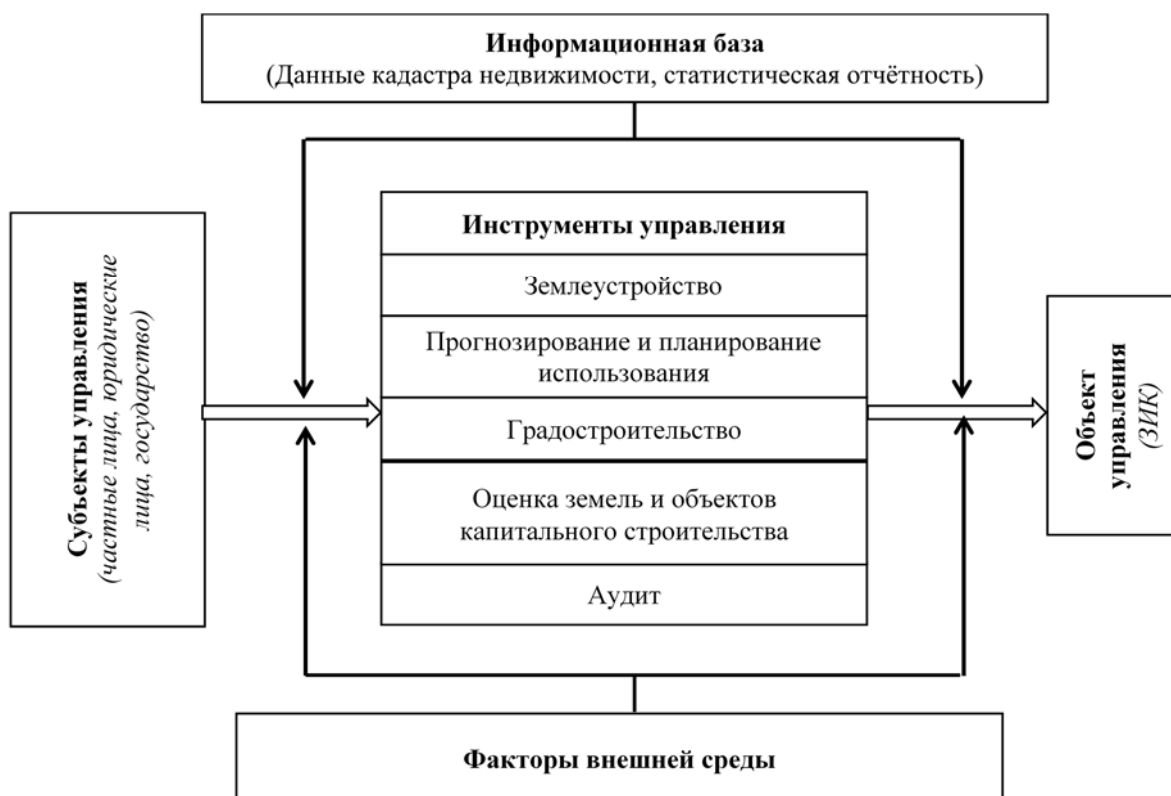 Информационная база
(Данные кадастра недвижимости, статистическая отчётность)
Субъекты управления
(частные лица, юридические
лица, государство)
Инструменты управления
Землеустройство
Прогнозирование и планирование
использования
Градостроительство
Оценка земель и объектов
капитального строительства
Аудит
Объект
управления
(ЗИК)
Факторы внешней среды